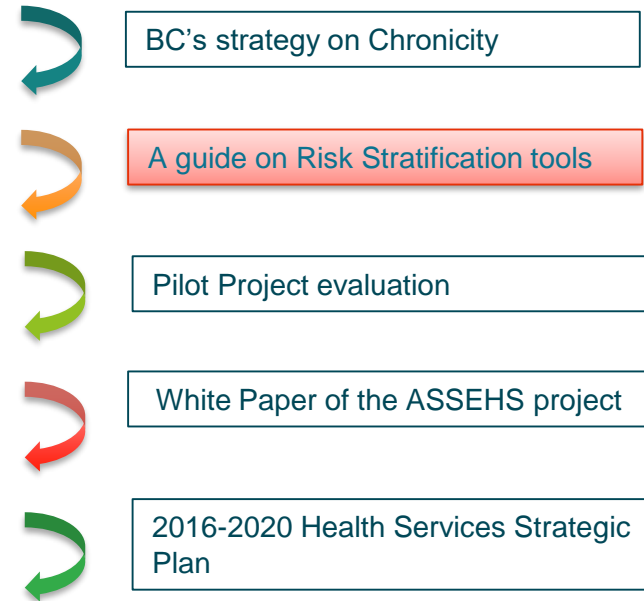 BC's strategy on Chronicity
A guide on Risk Stratification tools
Pilot Project evaluation
White Paper of the ASSEHS project
2016-2020 Health Services Strategic
Plan